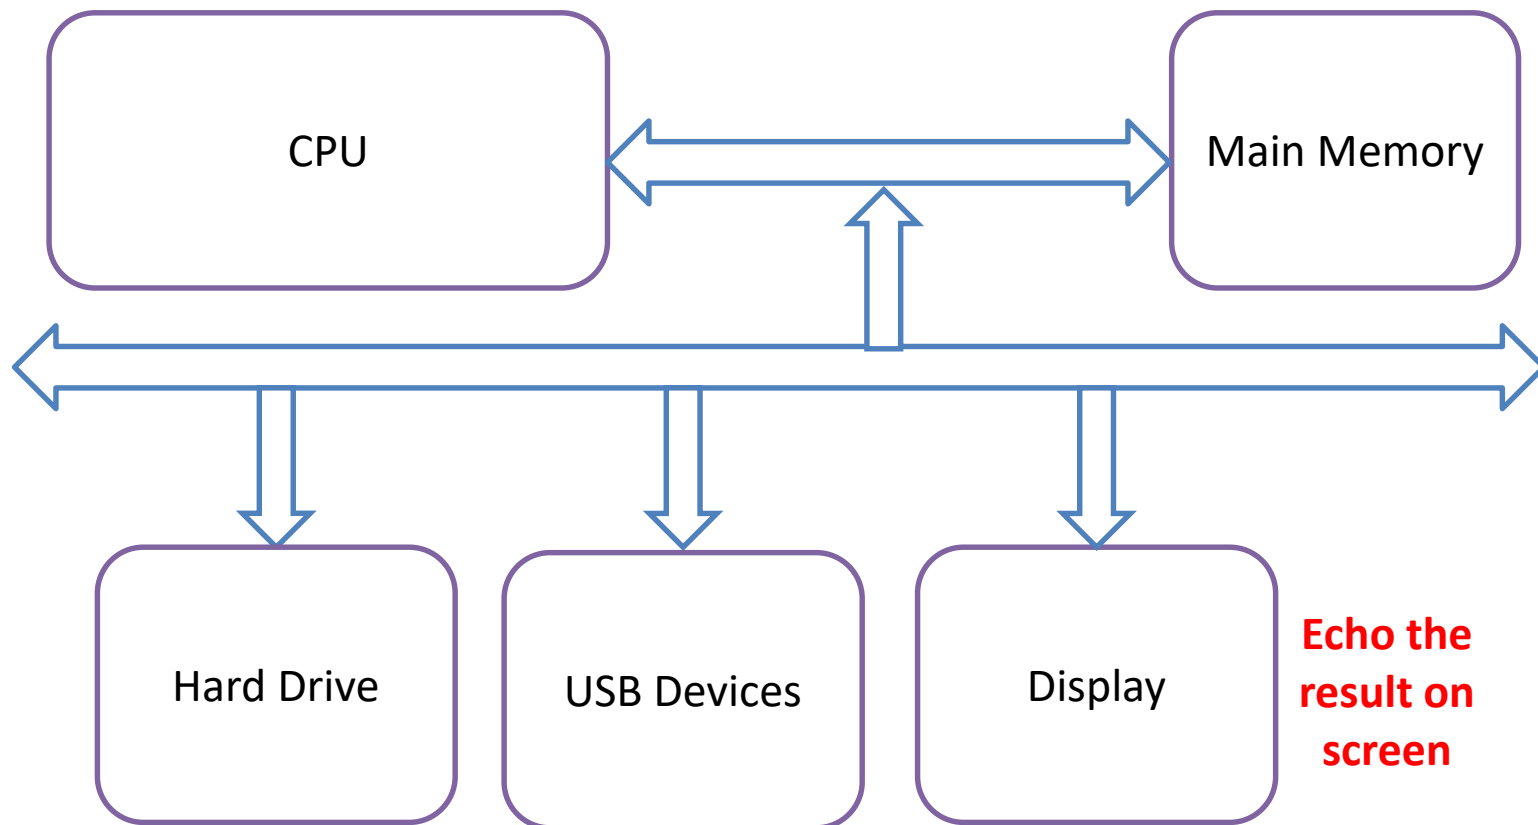 CPU
Main Memory
Hard Drive
USB Devices
Display
Echo the
result on
screen